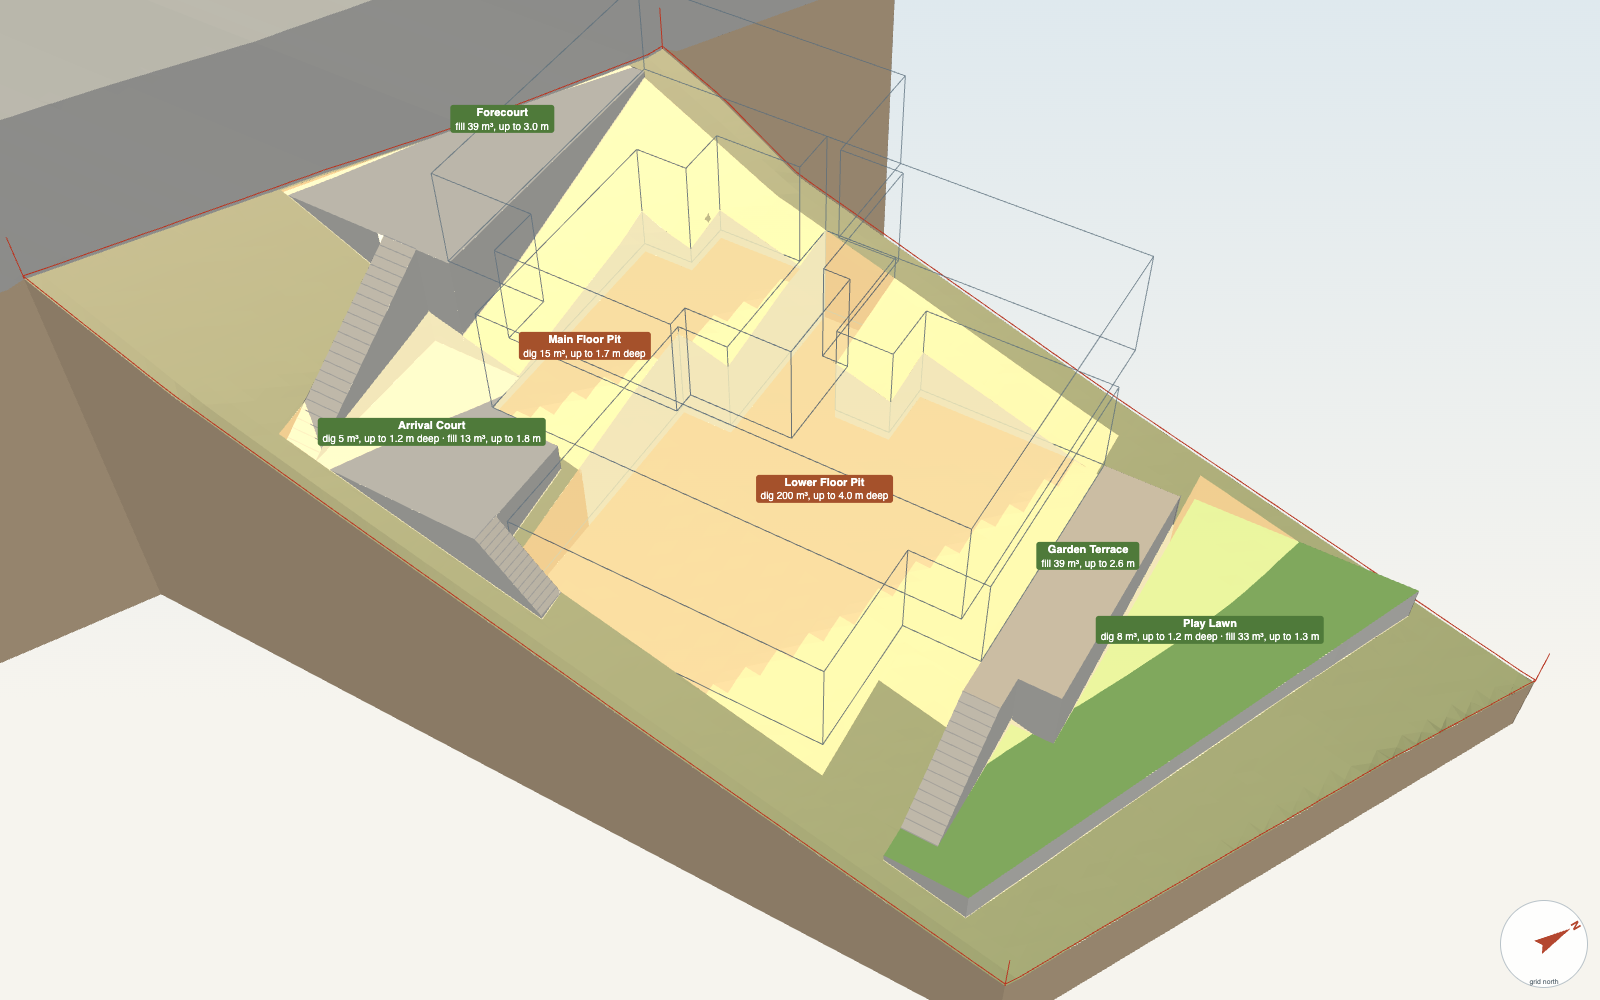 Forecourt
fill 39 m³, up to 3.0 m
Main Floor Pit
dig 15 m³, up to 1.7 m deep
Arrival Court
dig 5 m³, up to 1.2 m deep · fill 13 m³, up to 1.8 m
Lower Floor Pit
dig 200 m³, up to 4.0 m deep
Garden Terrace
fill 39 m³, up to 2.6 m
Play Lawn
dig 8 m³, up to 1.2 m deep · fill 33 m³, up to 1.3 m
N
grid north